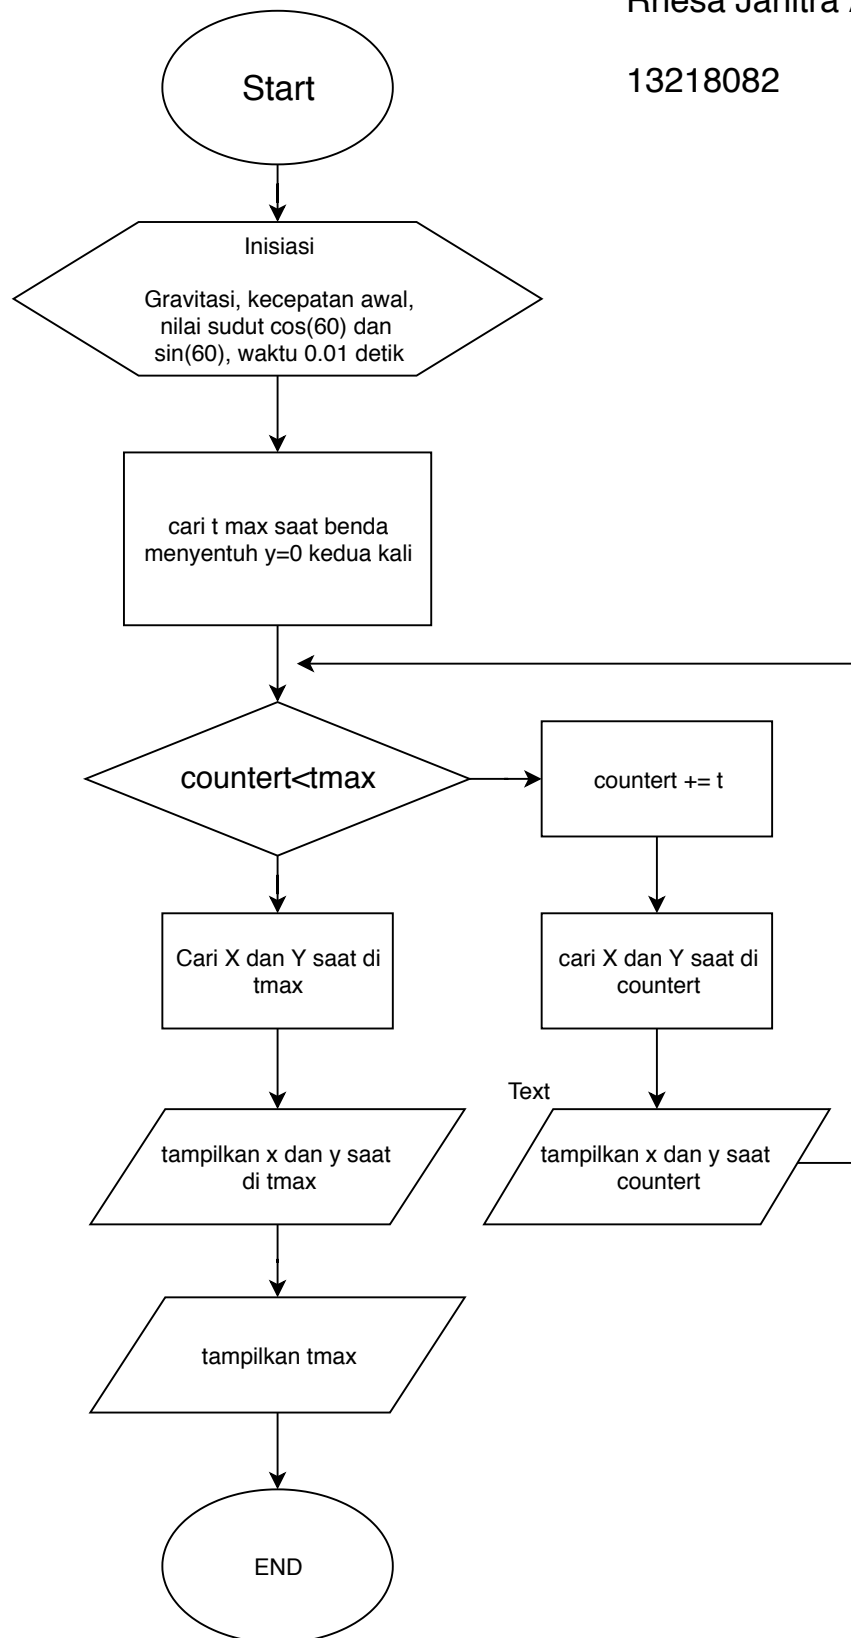 Rhesa Janitra
13218082
Start
Inisiasi
Gravitasi, kecepatan awal,
nilai sudut cos(60) dan
sin(60), waktu 0.01 detik
cari t max saat benda
menyentuh y=0 kedua kali
countert<tmax
countert += t
Cari X dan Y saat di
tmax
cari X dan Y saat di
countert
Text
tampilkan x dan y saat
di tmax
tampilkan x dan y saat
countert
tampilkan tmax
END